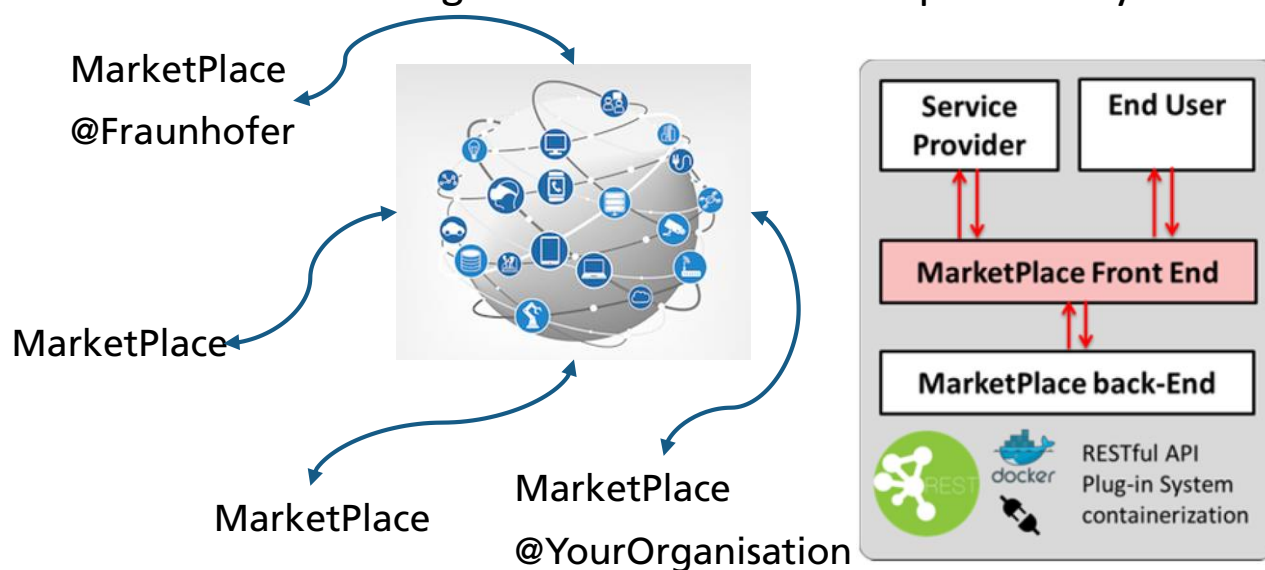 MarketPlace
@Fraunhofer
MarketPlace
MarketPlace
MarketPlace
@YourOrganisation
Service
Provider
End User
MarketPlace Front End
MarketPlace back-End
REST
docker
RESTful API
Plug-in System
containerization